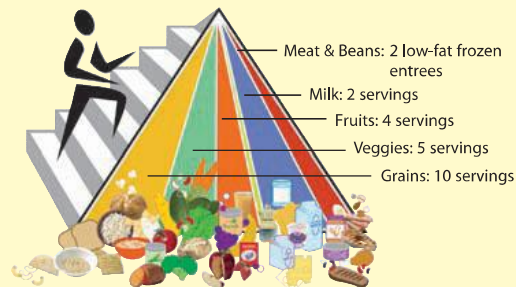 Meat & Beans: 2 low-fat frozen
entrees
Milk: 2 servings
Fruits: 4 servings
Veggies: 5 servings
Grains: 10 servings